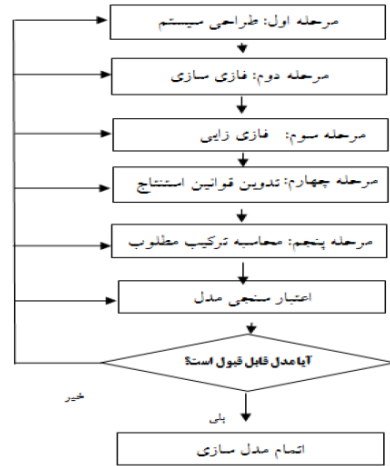 مرحله اول: طراحی سیستم
مرحله دوم: فازی سازی
مرحله سوم: فازی زایی
مرحله چهارم: تدوین قوانین استنتاج
مرحله پنجم: محاسبه ترکیب مطلوب
اعتبار سنجی مدل
آیا مدل قابل قبول است؟
خیر
بلی
اتمام مدل سازی